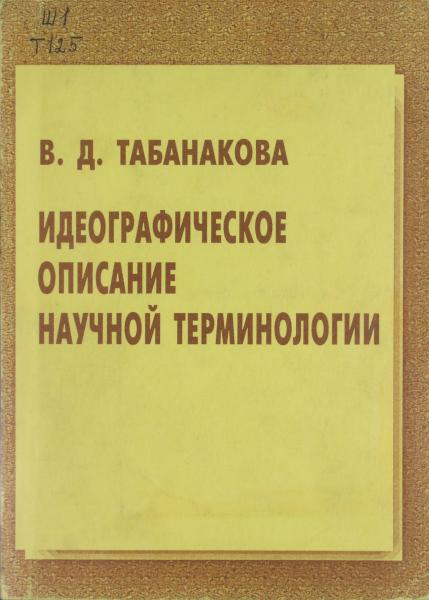 Ш1
Т125
В. Д. ТАБАНАКОВА
ИДЕОГРАФИЧЕСКОЕ
ОПИСАНИЕ
НАУЧНОЙ ТЕРМИНОЛОГИИ